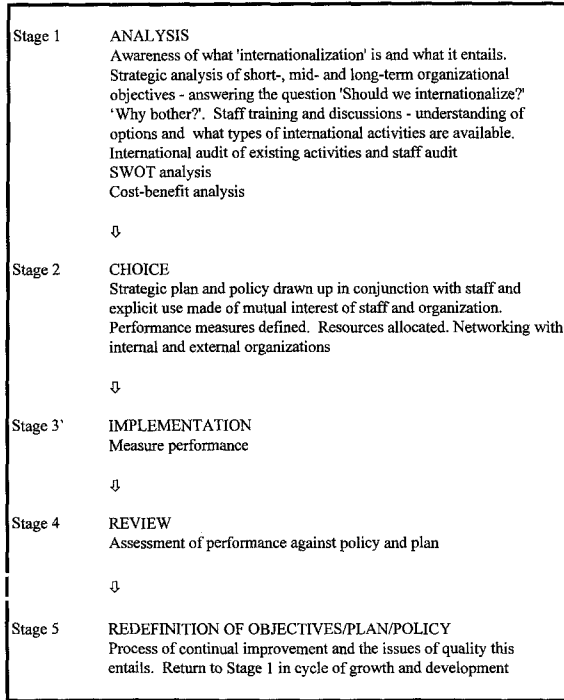 Stage 1 ANALYSIS
Awareness of what 'internationalization' is and what it entails.
Strategic analysis of short-, mid- and long-term organizational
objectives - answering the question 'Should we internationalize?'
'Why bother?'. Staff training and discussions - understanding of
options and what types of international activities are available.
International audit of existing activities and staff audit
SWOT analysis
Cost-benefit analysis
⇩
Stage 2 CHOICE
Strategic plan and policy drawn up in conjunction with staff and
explicit use made of mutual interest of staff and organization.
Performance measures defined. Resources allocated. Networking with
internal and external organizations
⇩
Stage 3` IMPLEMENTATION
Measure performance
⇩
Stage 4 REVIEW
Assessment of performance against policy and plan
⇩
Stage 5 REDEFINITION OF OBJECTIVES/PLAN/POLICY
Process of continual improvement and the issues of quality this
entails. Return to Stage 1 in cycle of growth and development